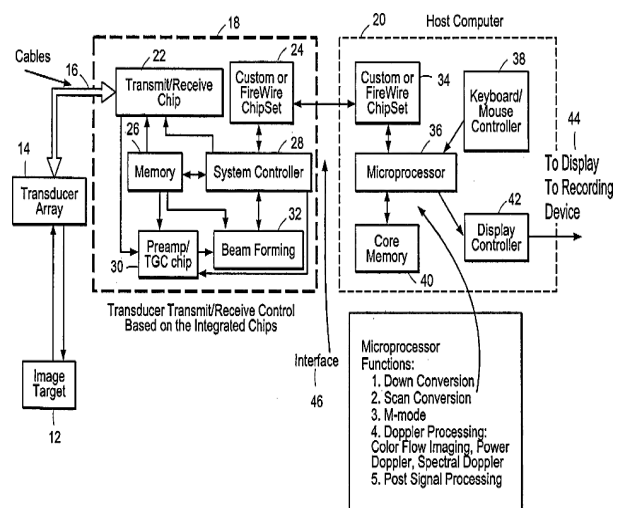 18
20
Host Computer
Cables
16
22
Transmit/Receive
Chip
24
Custom or
FireWire
ChipSet
Custom or
FireWire
ChipSet
34
38
Keyboard/
Mouse
Controller
14
Transducer
Array
26
Memory
28
System Controller
36
Microprocessor
44
To Display
To Recording
Device
32
Preamp/
TGC chip
30
Beam Forming
42
Display
Controller
Core
Memory
40
Transducer Transmit/Receive Control
Based on the Integrated Chips
Interface
46
Image
Target
12
Microprocessor
Functions:
1. Down Conversion
2. Scan Conversion
3. M-mode
4. Doppler Processing:
Color Flow Imaging, Power
Doppler, Spectral Doppler
5. Post Signal Processing